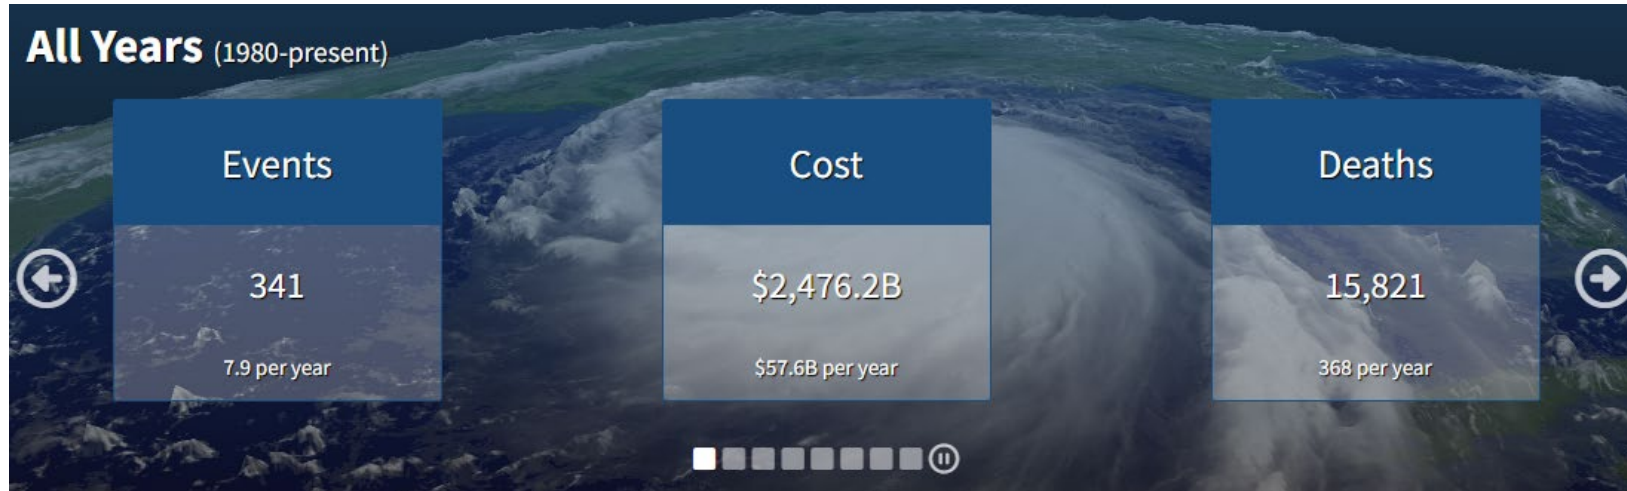 All Years (1980-present)
Events
341
7.9 per year
Cost
$2,476.2B
$57.6B per year
Deaths
15,821
368 per year